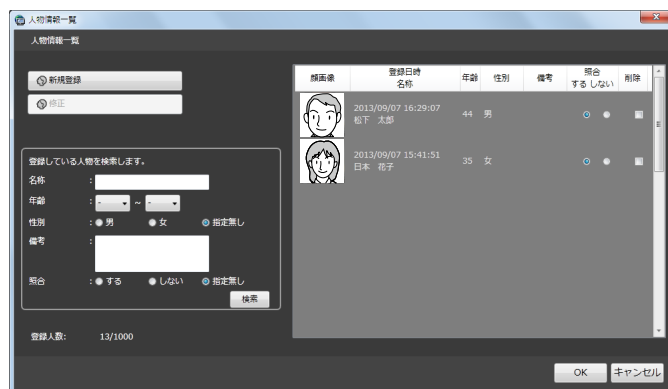 人物情報一覧
人物情報一覧
新規登録
修正
登録している人物を検索します。
名称 :
年齢 : - ~ -
性別 : 男 女 指定無し
備考 :
照合 : する しない 指定無し
検索
登録人数: 13/1000
顔画像 登録日時 名称 年齢 性別 備考 照合 する しない 削除
2013/09/07 16:29:07
松下 太郎 44 男
2013/09/07 15:41:51
日本 花子 35 女
OK キャンセル